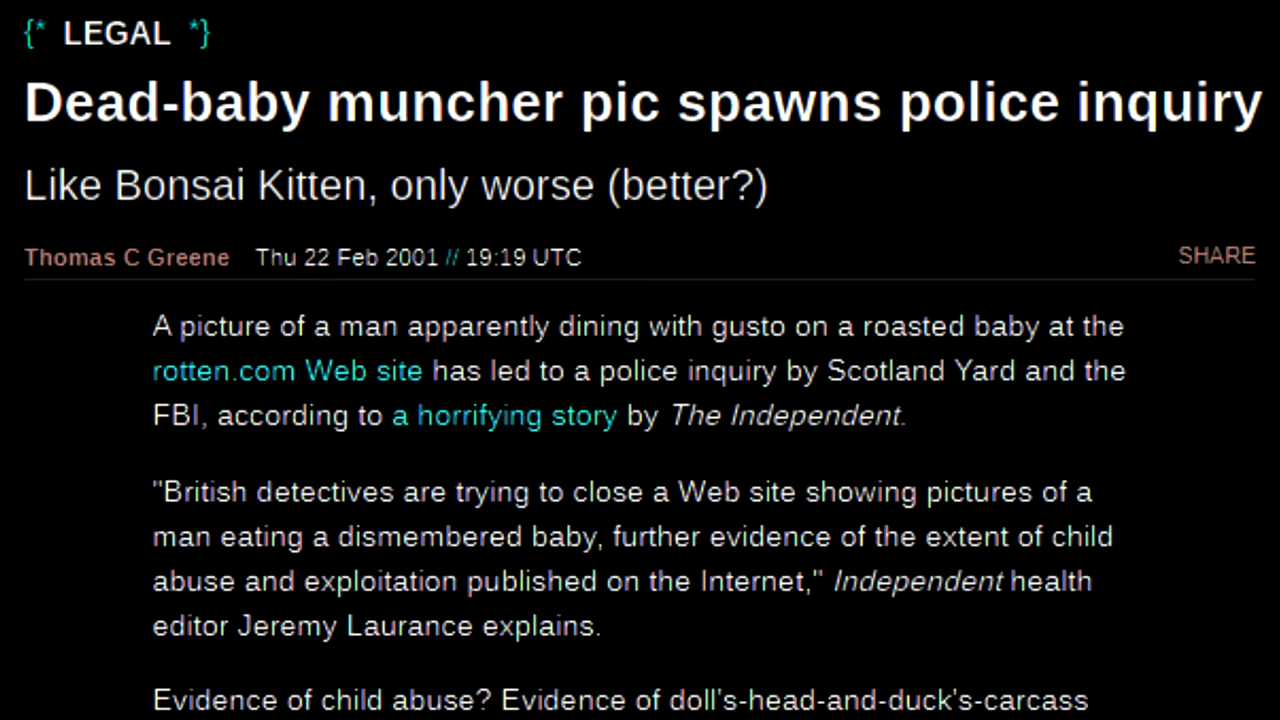 {* LEGAL *}
Dead-baby muncher pic spawns police inquiry
Like Bonsai Kitten, only worse (better?)
Thomas C Greene Thu 22 Feb 2001 // 19:19 UTC SHARE
A picture of a man apparently dining with gusto on a roasted baby at the
rotten.com Web site has led to a police inquiry by Scotland Yard and the
FBI, according to a horrifying story by The Independent.
"British detectives are trying to close a Web site showing pictures of a
man eating a dismembered baby, further evidence of the extent of child
abuse and exploitation published on the Internet," Independent health
editor Jeremy Laurance explains.
Evidence of child abuse? Evidence of doll's-head-and-duck's-carcass